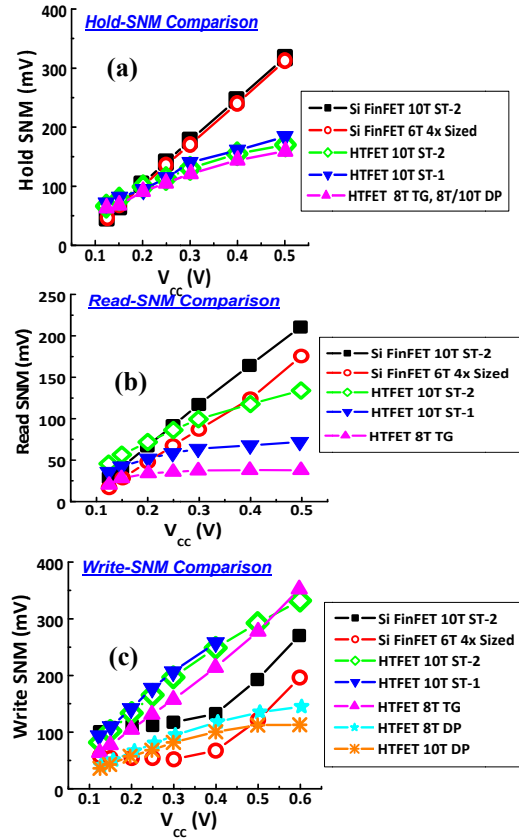 Hold-SNM Comparison
(a)
Hold SNM (mV)
400
300
200
100
0
0.1 0.2 0.3 0.4 0.5
V_CC (V)
Si FinFET 10T ST-2
Si FinFET 6T 4x Sized
HTFET 10T ST-2
HTFET 10T ST-1
HTFET 8T TG, 8T/10T DP
Read-SNM Comparison
(b)
Read SNM (mV)
250
200
150
100
50
0
0.1 0.2 0.3 0.4 0.5
V_CC (V)
Si FinFET 10T ST-2
Si FinFET 6T 4x Sized
HTFET 10T ST-2
HTFET 10T ST-1
HTFET 8T TG
Write-SNM Comparison
(c)
Write SNM (mV)
400
300
200
100
0
0.1 0.2 0.3 0.4 0.5 0.6
V_CC (V)
Si FinFET 10T ST-2
Si FinFET 6T 4x Sized
HTFET 10T ST-2
HTFET 10T ST-1
HTFET 8T TG
HTFET 8T DP
HTFET 10T DP